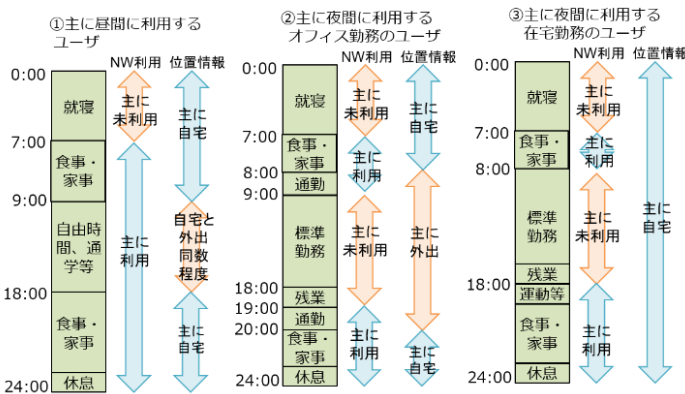 ①主に昼間に利用する
ユーザ
NW利用 位置情報
0:00
就寝
主に
未利用
主に
自宅
7:00
食事・
家事
9:00
自由時
間、通
学等
主に
利用
自宅と
外出
同数
程度
18:00
食事・
家事
主に
自宅
休息
24:00
②主に夜間に利用する
オフィス勤務のユーザ
NW利用 位置情報
0:00
就寝
主に
未利用
主に
自宅
7:00
食事・
家事
主に
利用
8:00
通勤
9:00
標準
勤務
主に
未利用
主に
外出
18:00
残業
19:00
通勤
20:00
食事・
家事
主に
利用
主に
自宅
休息
24:00
③主に夜間に利用する
在宅勤務のユーザ
NW利用 位置情報
0:00
就寝
主に
未利用
7:00
食事・
家事
主に
利用
8:00
標準
勤務
主に
未利用
主に
自宅
残業
18:00
運動等
食事・
家事
主に
利用
休息
24:00